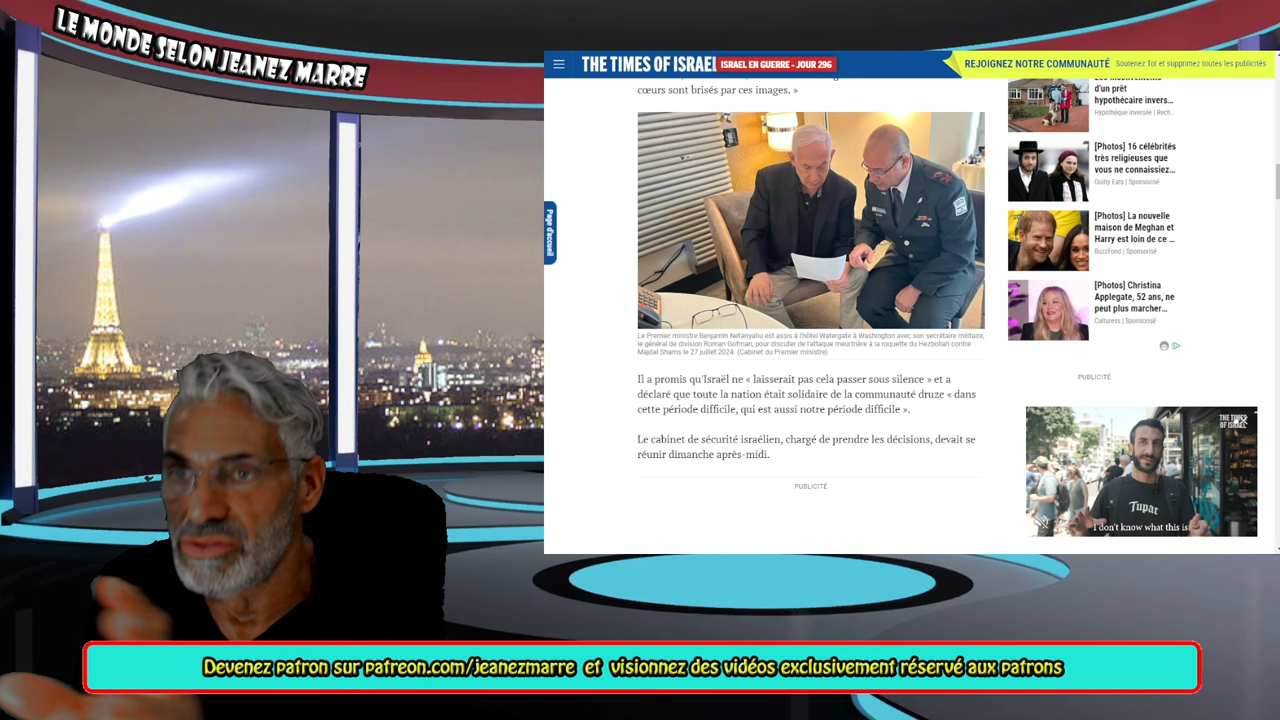 LE MONDE SELON JEANEZ MARRE
THE TIMES OF ISRAEL
ISRAEL EN GUERRE - JOUR 296
REJOIGNEZ NOTRE COMMUNAUTÉ
Soutenez ToI et supprimez toutes les publicités
cœurs sont brisés par ces images. »
Page d'accueil
Le Premier ministre Benjamin Netanyahu est assis à l'hôtel Watergate à Washington avec son secrétaire militaire,
le général de division Roman Gofman, pour discuter de l'attaque meurtrière à la roquette du Hezbollah contre
Majdal Shams le 27 juillet 2024. (Cabinet du Premier ministre)
Il a promis qu'Israël ne « laisserait pas cela passer sous silence » et a
déclaré que toute la nation était solidaire de la communauté druze « dans
cette période difficile, qui est aussi notre période difficile ».
Le cabinet de sécurité israélien, chargé de prendre les décisions, devait se
réunir dimanche après-midi.
PUBLICITÉ
d'un prêt
hypothécaire invers...
Hypothèque inversée | Rech...
[Photos] 16 célébrités
très religieuses que
vous ne connaissiez...
Guilty Eats | Sponsorisé
[Photos] La nouvelle
maison de Meghan et
Harry est loin de ce ...
BuzzFond | Sponsorisé
[Photos] Christina
Applegate, 52 ans, ne
peut plus marcher...
Culturess | Sponsorisé
PUBLICITÉ
THE TIMES
OF ISRAEL
Tupac
I don't know what this is
Devenez patron sur patreon.com/jeanezmarre et visionnez des vidéos exclusivement réservé aux patrons